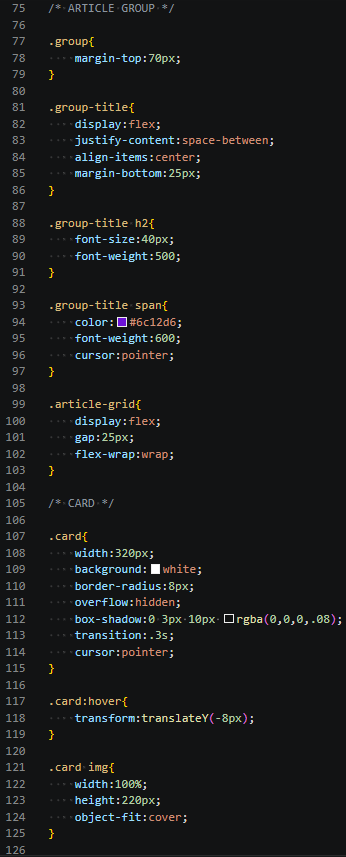 75 /* ARTICLE GROUP */
76
77 .group{
78     margin-top:70px;
79 }
80
81 .group-title{
82     display:flex;
83     justify-content:space-between;
84     align-items:center;
85     margin-bottom:25px;
86 }
87
88 .group-title h2{
89     font-size:40px;
90     font-weight:500;
91 }
92
93 .group-title span{
94     color:#6c12d6;
95     font-weight:600;
96     cursor:pointer;
97 }
98
99 .article-grid{
100     display:flex;
101     gap:25px;
102     flex-wrap:wrap;
103 }
104
105 /* CARD */
106
107 .card{
108     width:320px;
109     background:white;
110     border-radius:8px;
111     overflow:hidden;
112     box-shadow:0 3px 10px rgba(0,0,0,.08);
113     transition:.3s;
114     cursor:pointer;
115 }
116
117 .card:hover{
118     transform:translateY(-8px);
119 }
120
121 .card img{
122     width:100%;
123     height:220px;
124     object-fit:cover;
125 }
126